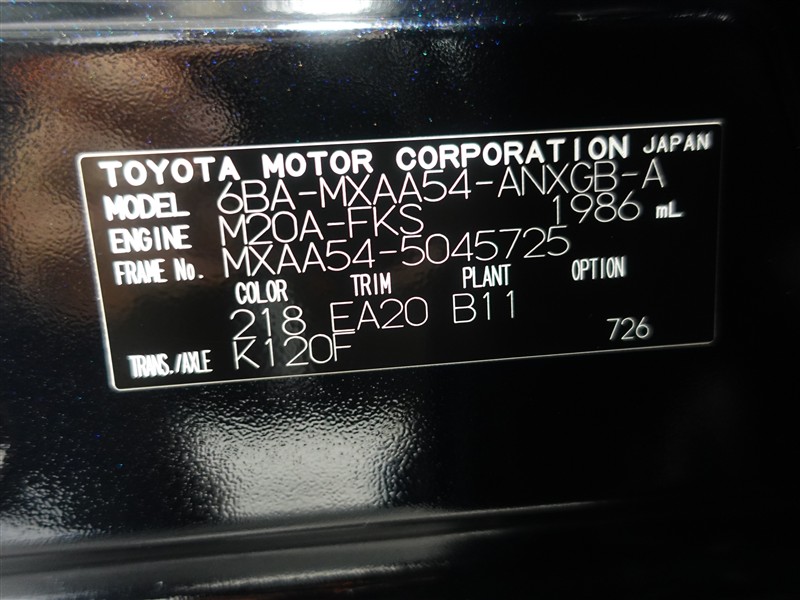 TOYOTA MOTOR CORPORATION JAPAN
MODEL 6BA-MXAA54-ANXGB-A
ENGINE M20A-FKS 1986 mL
FRAME No. MXAA54-5045725
COLOR TRIM PLANT OPTION
218 EA20 B11
TRANS./AXLE K120F 726